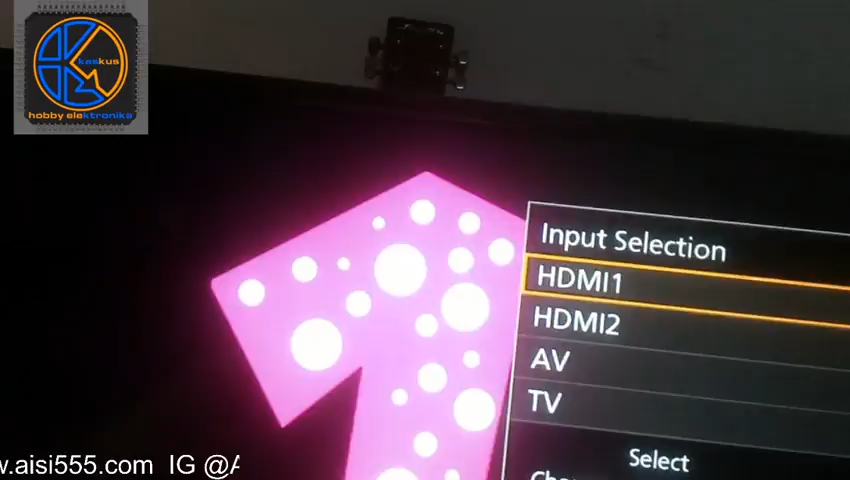 kaskus
hobby elektronika
Input Selection
HDMI1
HDMI2
AV
TV
Select
w.aisi555.com IG @A